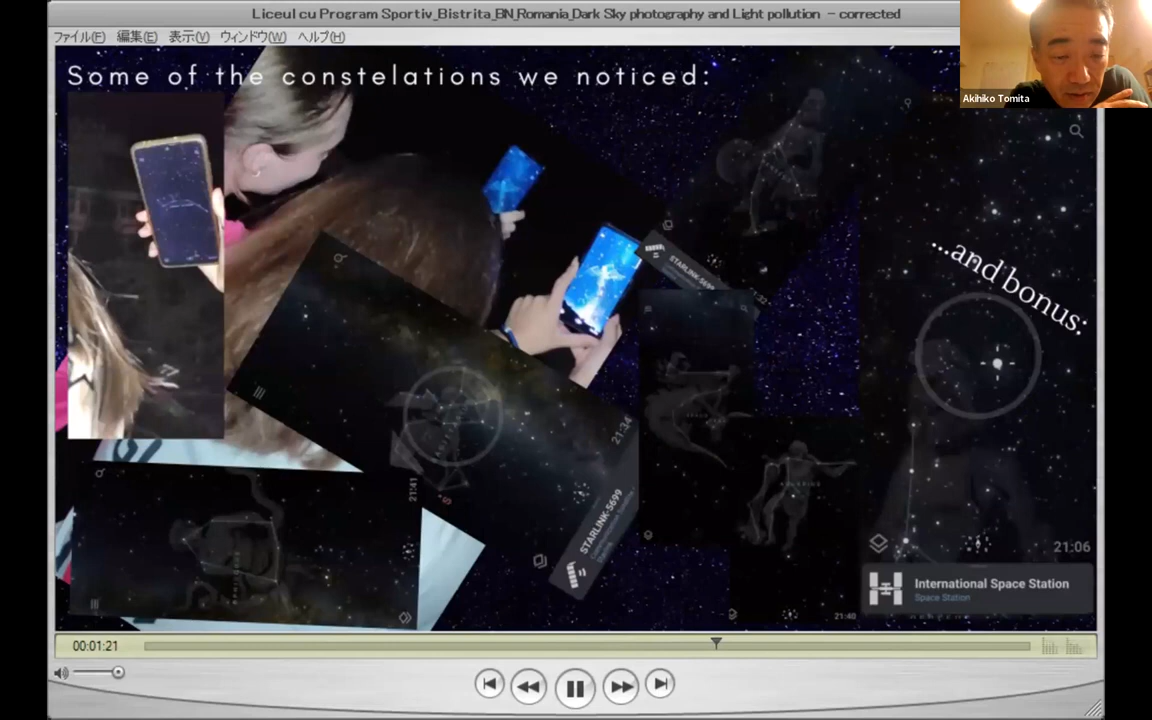 Liceul cu Program Sportiv_Bistrita_BN_Romania_Dark Sky photography and Light pollution - corrected
ファイル(F) 編集(E) 表示(V) ウィンドウ(W) ヘルプ(H)
Akihiko Tomita
Some of the constelations we noticed:
...and bonus:
STARLINK-5699
21:34
21:41
STARLINK-5699
21:06
International Space Station
Space Station
21:40
00:01:21